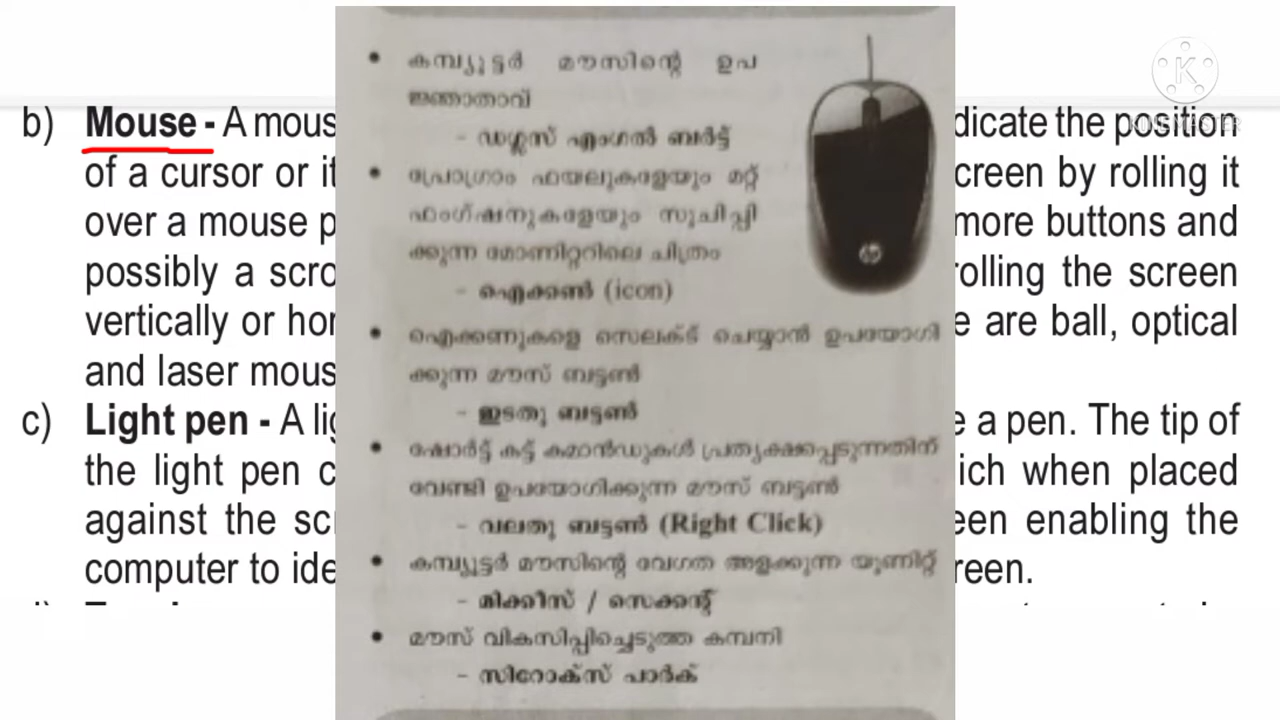 കമ്പ്യൂട്ടർ മൗസിന്റെ ഉപ
ജ്ഞാതാവ്
- ഡഗ്ലസ് എംഗൽ ബർട്ട്
പ്രോഗ്രാം ഫയലുകളേയും മറ്റ്
ഫംഗ്ഷനുകളേയും സൂചിപ്പി
ക്കുന്ന മോണിറ്ററിലെ ചിത്രം
- ഐക്കൺ (icon)
ഐക്കണുകളെ സെലക്ട് ചെയ്യാൻ ഉപയോഗി
ക്കുന്ന മൗസ് ബട്ടൺ
- ഇടതു ബട്ടൺ
ഷോർട്ട് കട്ട് കമാൻഡുകൾ പ്രത്യക്ഷപ്പെടുന്നതിന്
വേണ്ടി ഉപയോഗിക്കുന്ന മൗസ് ബട്ടൺ
- വലതു ബട്ടൺ (Right Click)
കമ്പ്യൂട്ടർ മൗസിന്റെ വേഗത അളക്കുന്ന യൂണിറ്റ്
- മിക്കീസ് / സെക്കന്റ്
മൗസ് വികസിപ്പിച്ചെടുത്ത കമ്പനി
- സിറോക്സ് പാർക്
hp
b) Mouse - A mous
of a cursor or it
over a mouse p
possibly a scro
vertically or hor
and laser mous
c) Light pen - A lig
the light pen c
against the scr
computer to ide
dicate the position
creen by rolling it
more buttons and
rolling the screen
e are ball, optical
e a pen. The tip of
ich when placed
een enabling the
reen.
K
KINEMASTER